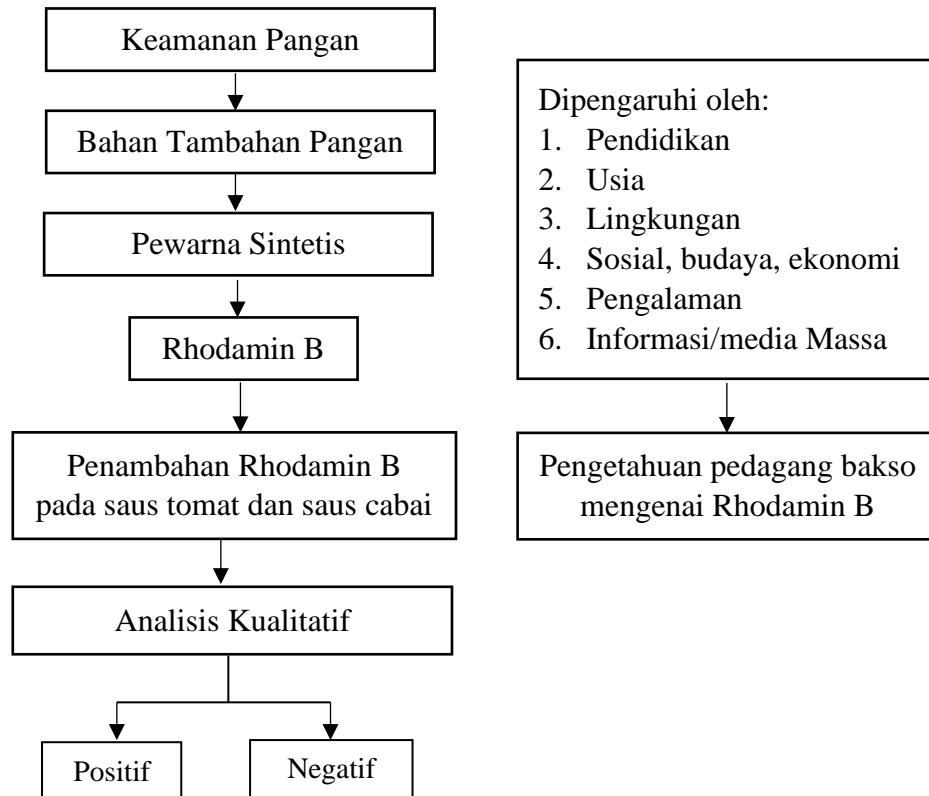 Keamanan Pangan
Bahan Tambahan Pangan
Pewarna Sintetis
Rhodamin B
Penambahan Rhodamin B
pada saus tomat dan saus cabai
Analisis Kualitatif
Positif
Negatif
Dipengaruhi oleh:
1. Pendidikan
2. Usia
3. Lingkungan
4. Sosial, budaya, ekonomi
5. Pengalaman
6. Informasi/media Massa
Pengetahuan pedagang bakso
mengenai Rhodamin B